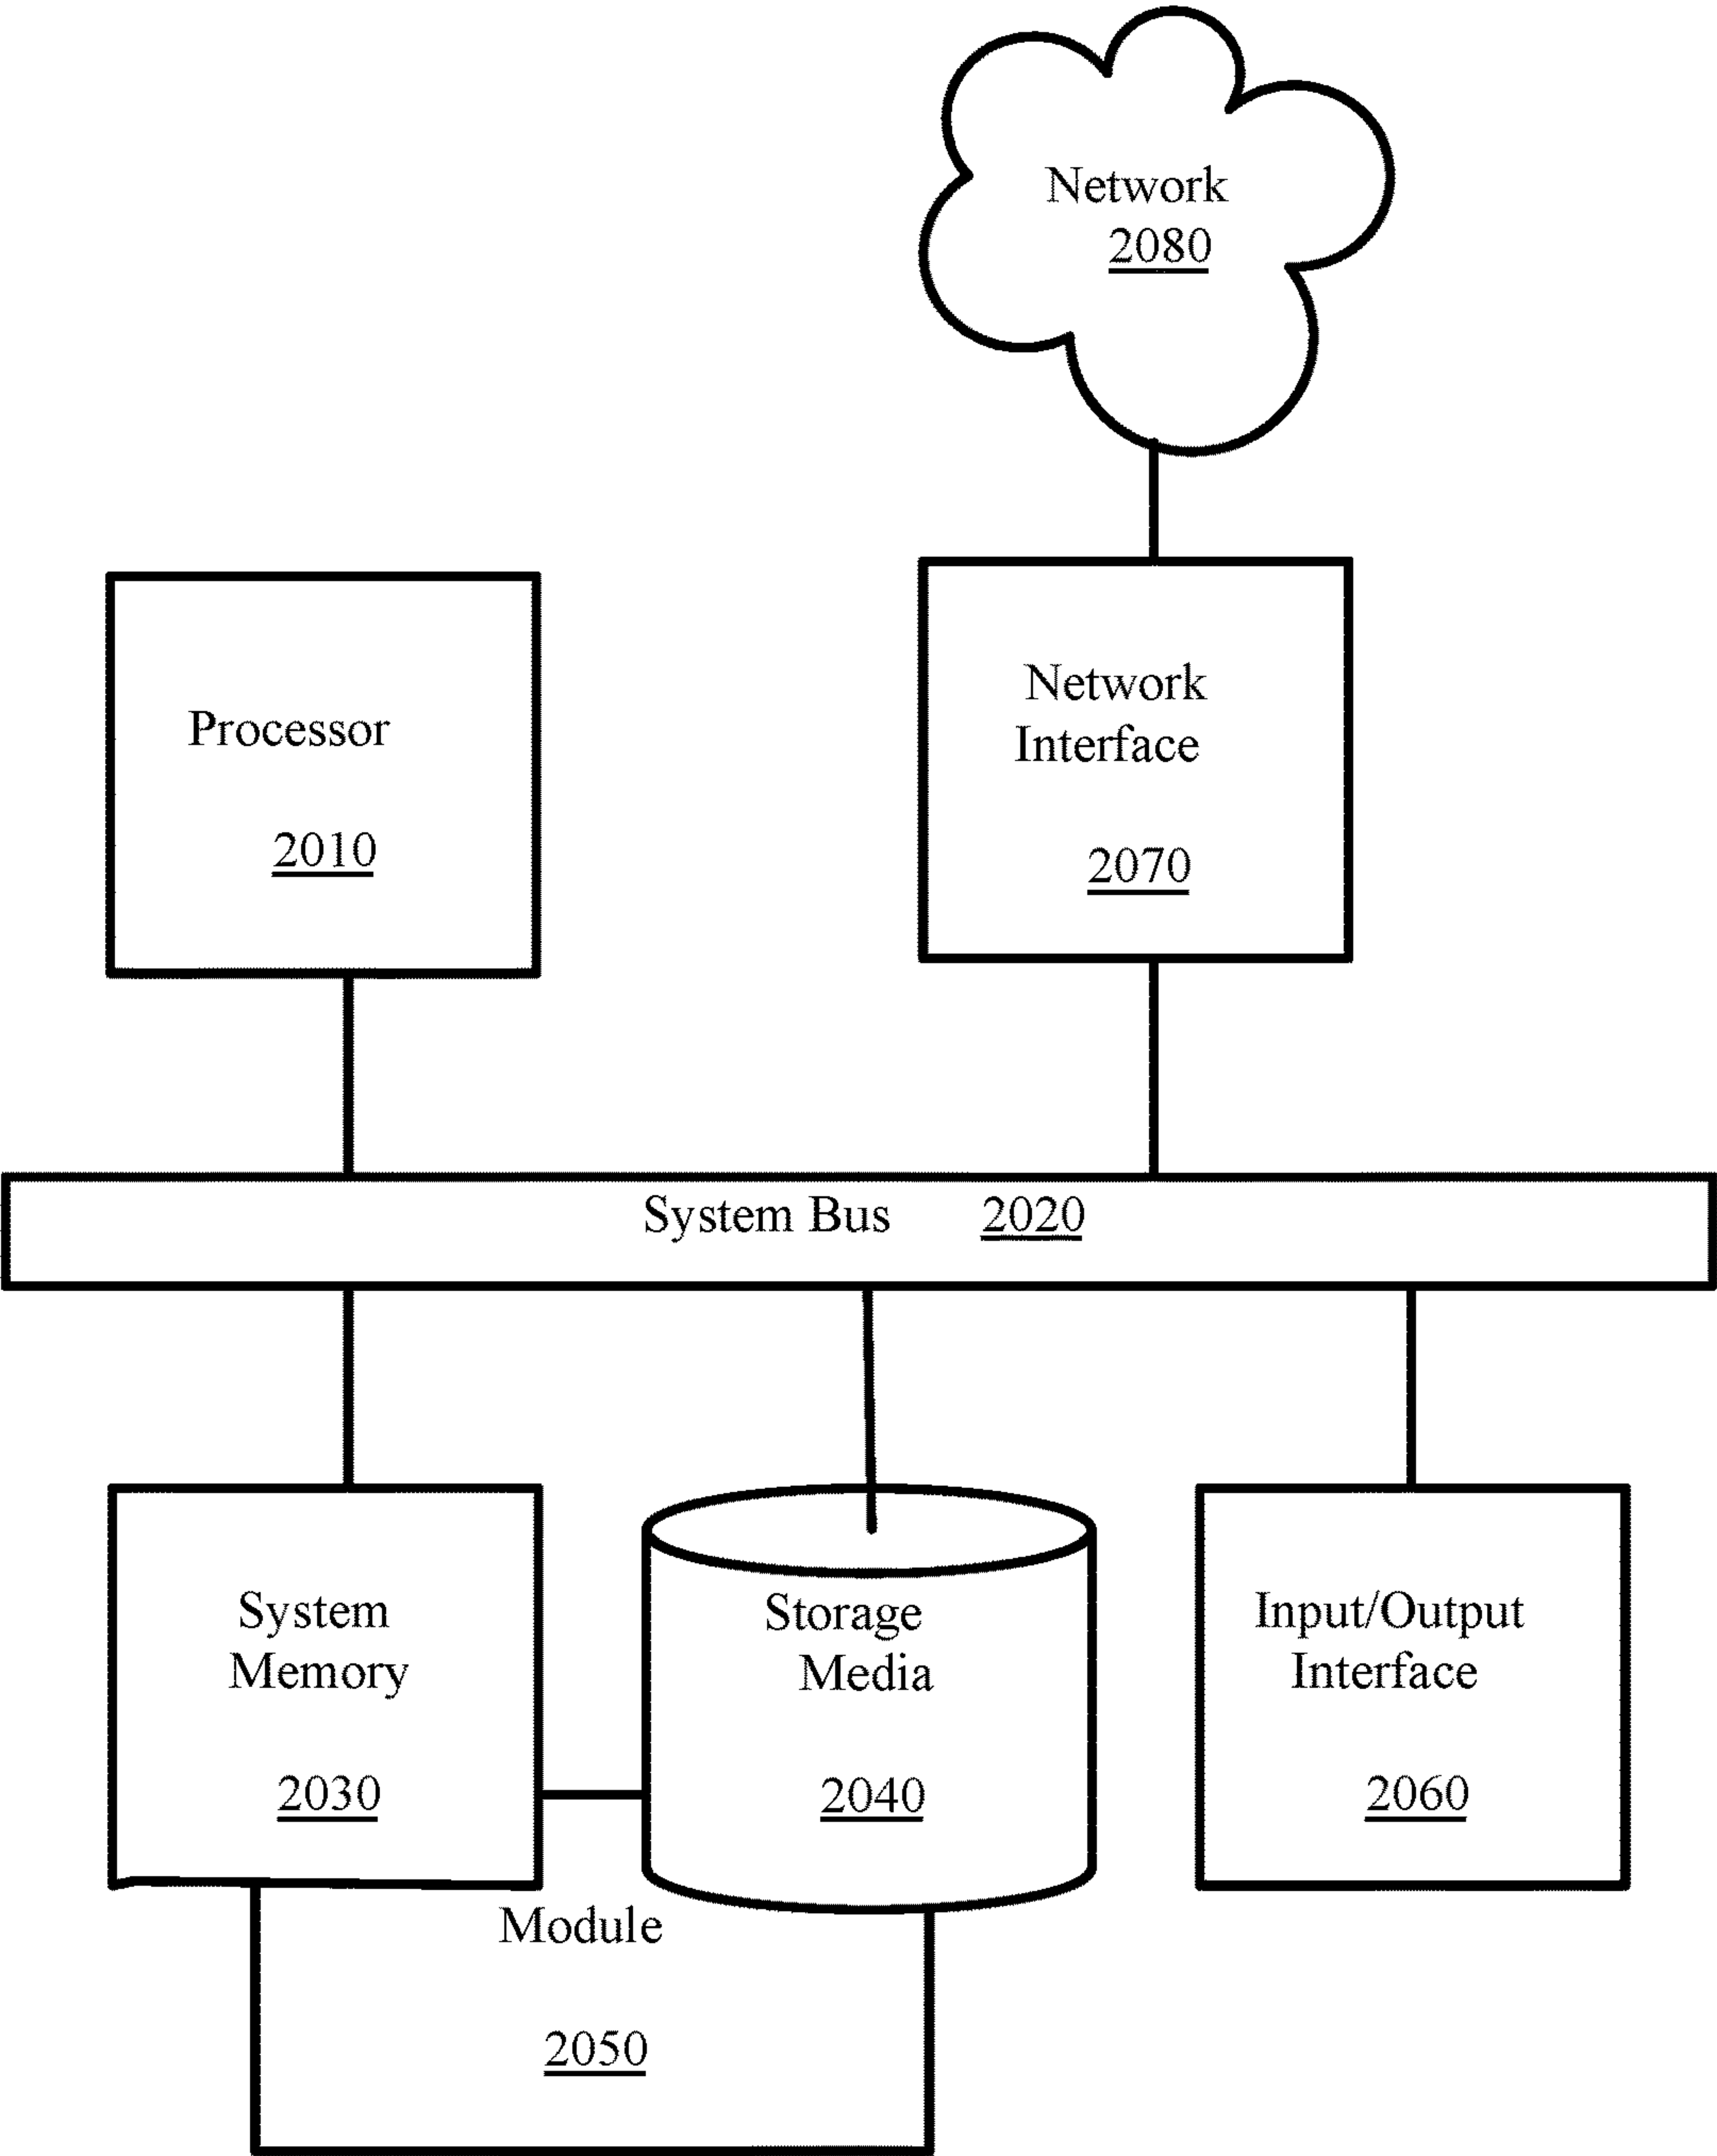 Network
2080
Processor
2010
Network
Interface
2070
System Bus 2020
System
Memory
2030
Storage
Media
2040
Input/Output
Interface
2060
Module
2050